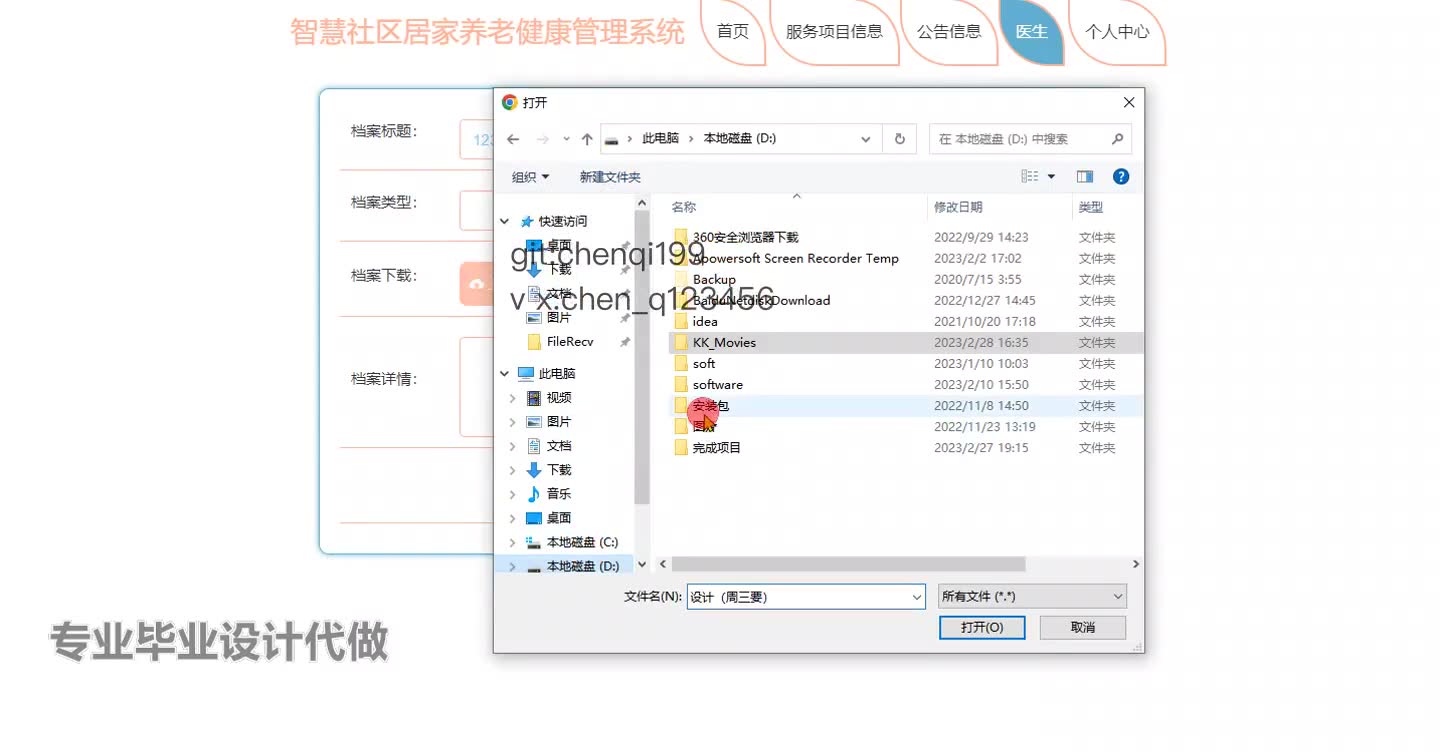 智慧社区居家养老健康管理系统
首页
服务项目信息
公告信息
医生
个人中心
档案标题：
123
档案类型：
档案下载：
档案详情：
打开
此电脑 › 本地磁盘 (D:)
在 本地磁盘 (D:) 中搜索
组织
新建文件夹
快速访问
桌面
下载
文档
图片
FileRecv
此电脑
视频
图片
文档
下载
音乐
桌面
本地磁盘 (C:)
本地磁盘 (D:)
名称 修改日期 类型
360安全浏览器下载 2022/9/29 14:23 文件夹
Apowersoft Screen Recorder Temp 2023/2/2 17:02 文件夹
Backup 2020/7/15 3:55 文件夹
BaiduNetdiskDownload 2022/12/27 14:45 文件夹
idea 2021/10/20 17:18 文件夹
KK_Movies 2023/2/28 16:35 文件夹
soft 2023/1/10 10:03 文件夹
software 2023/2/10 15:50 文件夹
安装包 2022/11/8 14:50 文件夹
2022/11/23 13:19 文件夹
完成项目 2023/2/27 19:15 文件夹
git:chenqi199
v x:chen_q123456
文件名(N):
设计（周三要）
所有文件 (*.*)
打开(O)
取消
专业毕业设计代做